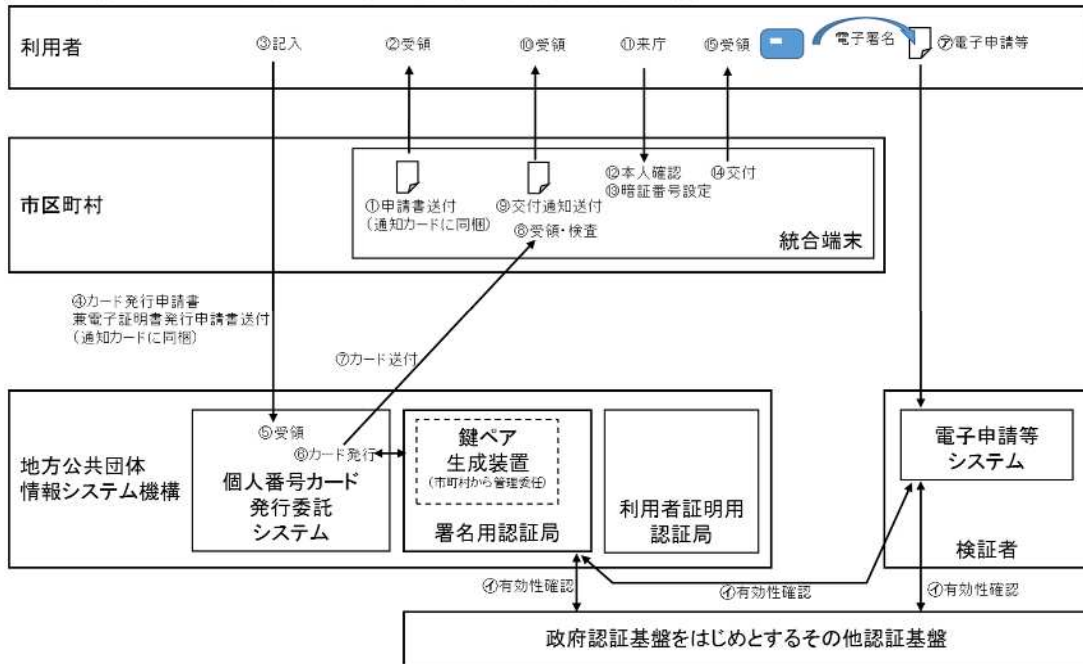 利用者
③記入
②受領
⑩受領
⑪来庁
⑮受領
電子署名
㋐電子申請等
市区町村
①申請書送付
(通知カードに同梱)
⑨交付通知送付
⑧受領・検査
⑫本人確認
⑬暗証番号設定
⑭交付
統合端末
④カード発行申請書
兼電子証明書発行申請書送付
(通知カードに同梱)
⑦カード送付
地方公共団体
情報システム機構
⑤受領
⑥カード発行
個人番号カード
発行委託
システム
鍵ペア
生成装置
(市町村から管理委任)
署名用認証局
利用者証明用
認証局
電子申請等
システム
検証者
㋑有効性確認
㋑有効性確認
㋑有効性確認
政府認証基盤をはじめとするその他認証基盤